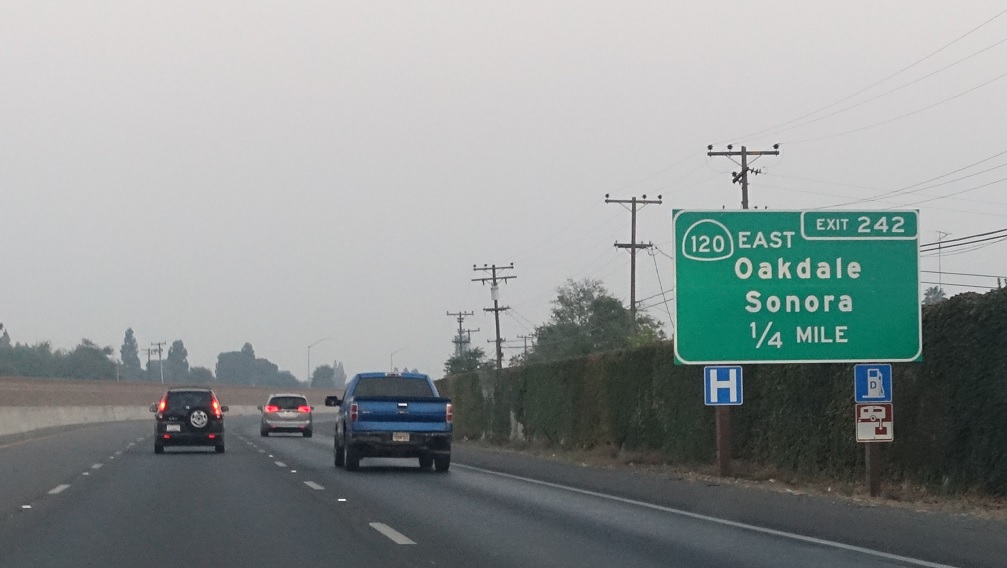 EXIT 242
120 EAST
Oakdale
Sonora
1/4 MILE
H
D